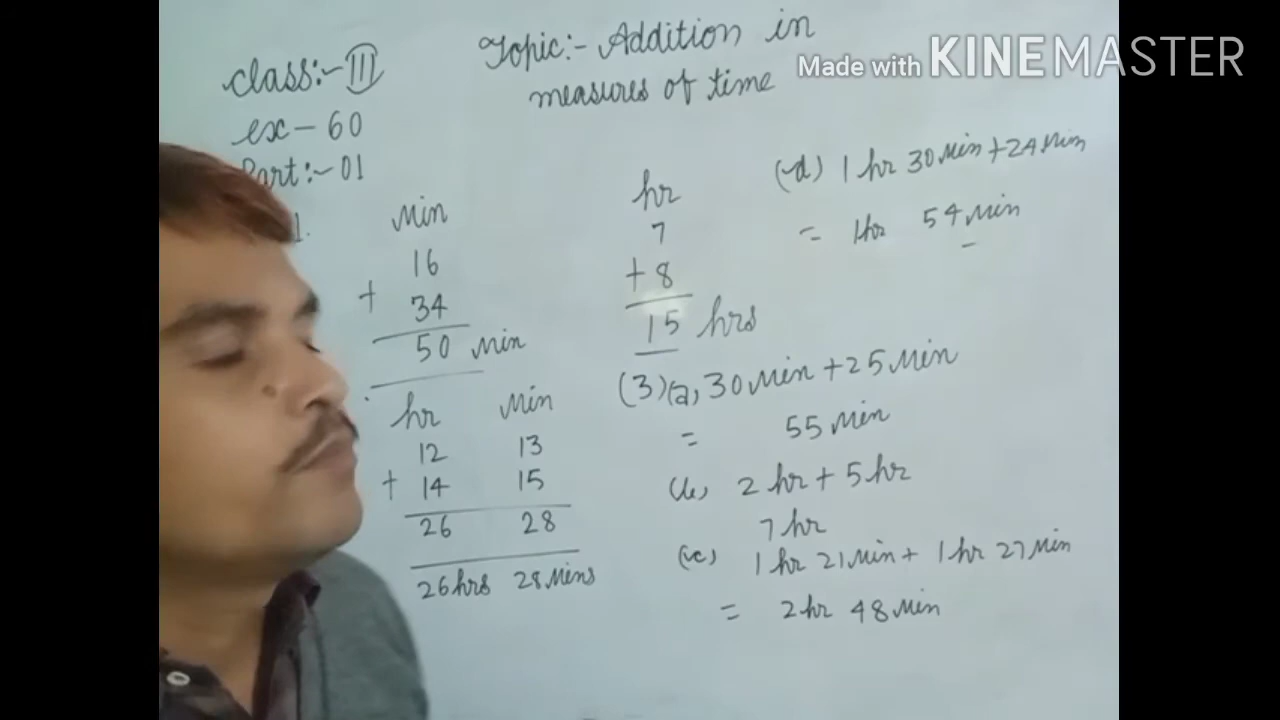 Made with KINEMASTER
Topic:- Addition in
measures of time
Class:- III
ex - 60
Part:- 01
1.
Min
16
+ 34
50 Min
hr Min
12 13
+ 14 15
26 28
26 hrs 28 Mins
hr
7
+ 8
15 hrs
(3) (a) 30 Min + 25 Min
= 55 Min
(b) 2 hr + 5 hr
7 hr
(c) 1 hr 21 Min + 1 hr 27 Min
= 2 hr 48 Min
(d) 1 hr 30 Min + 24 Min
= 1 hr 54 Min